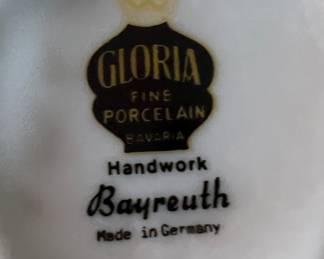 GLORIA
FINE
PORCELAIN
BAVARIA
Handwork
Bayreuth
Made in Germany